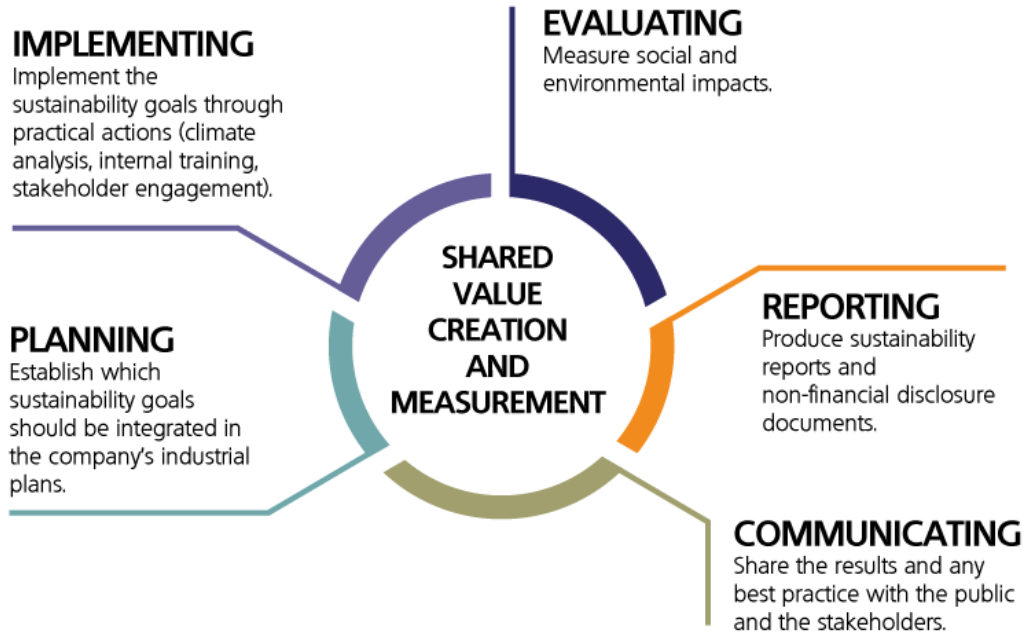 IMPLEMENTING
Implement the
sustainability goals through
practical actions (climate
analysis, internal training,
stakeholder engagement).
EVALUATING
Measure social and
environmental impacts.
SHARED
VALUE
CREATION
AND
MEASUREMENT
PLANNING
Establish which
sustainability goals
should be integrated in
the company's industrial
plans.
REPORTING
Produce sustainability
reports and
non-financial disclosure
documents.
COMMUNICATING
Share the results and any
best practice with the public
and the stakeholders.